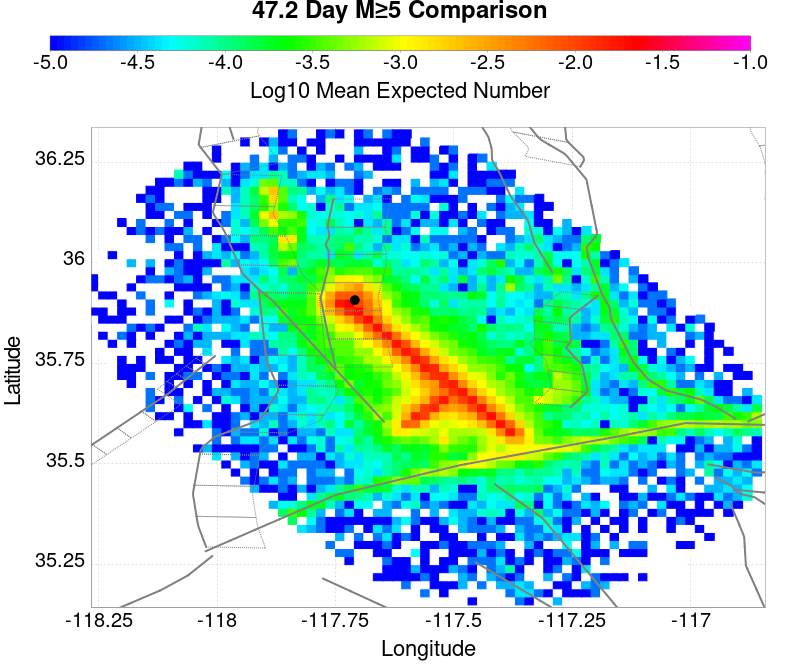 47.2 Day M≥5 Comparison
-5.0 -4.5 -4.0 -3.5 -3.0 -2.5 -2.0 -1.5 -1.0
Log10 Mean Expected Number
36.25
36
35.75
35.5
35.25
Latitude
-118.25 -118 -117.75 -117.5 -117.25 -117
Longitude